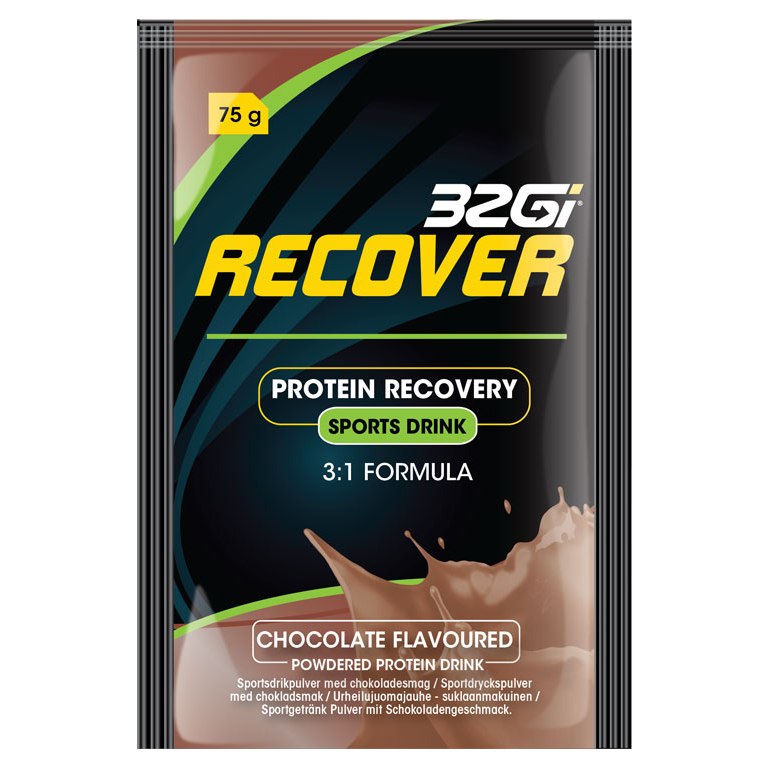 75 g
32Gi®
RECOVER
PROTEIN RECOVERY
SPORTS DRINK
3:1 FORMULA
CHOCOLATE FLAVOURED
POWDERED PROTEIN DRINK
Sportsdrikpulver med chokoladesmag / Sportdryckspulver
med chokladsmak / Urheilujuomajauhe - suklaanmakuinen /
Sportgetränk Pulver mit Schokoladengeschmack.